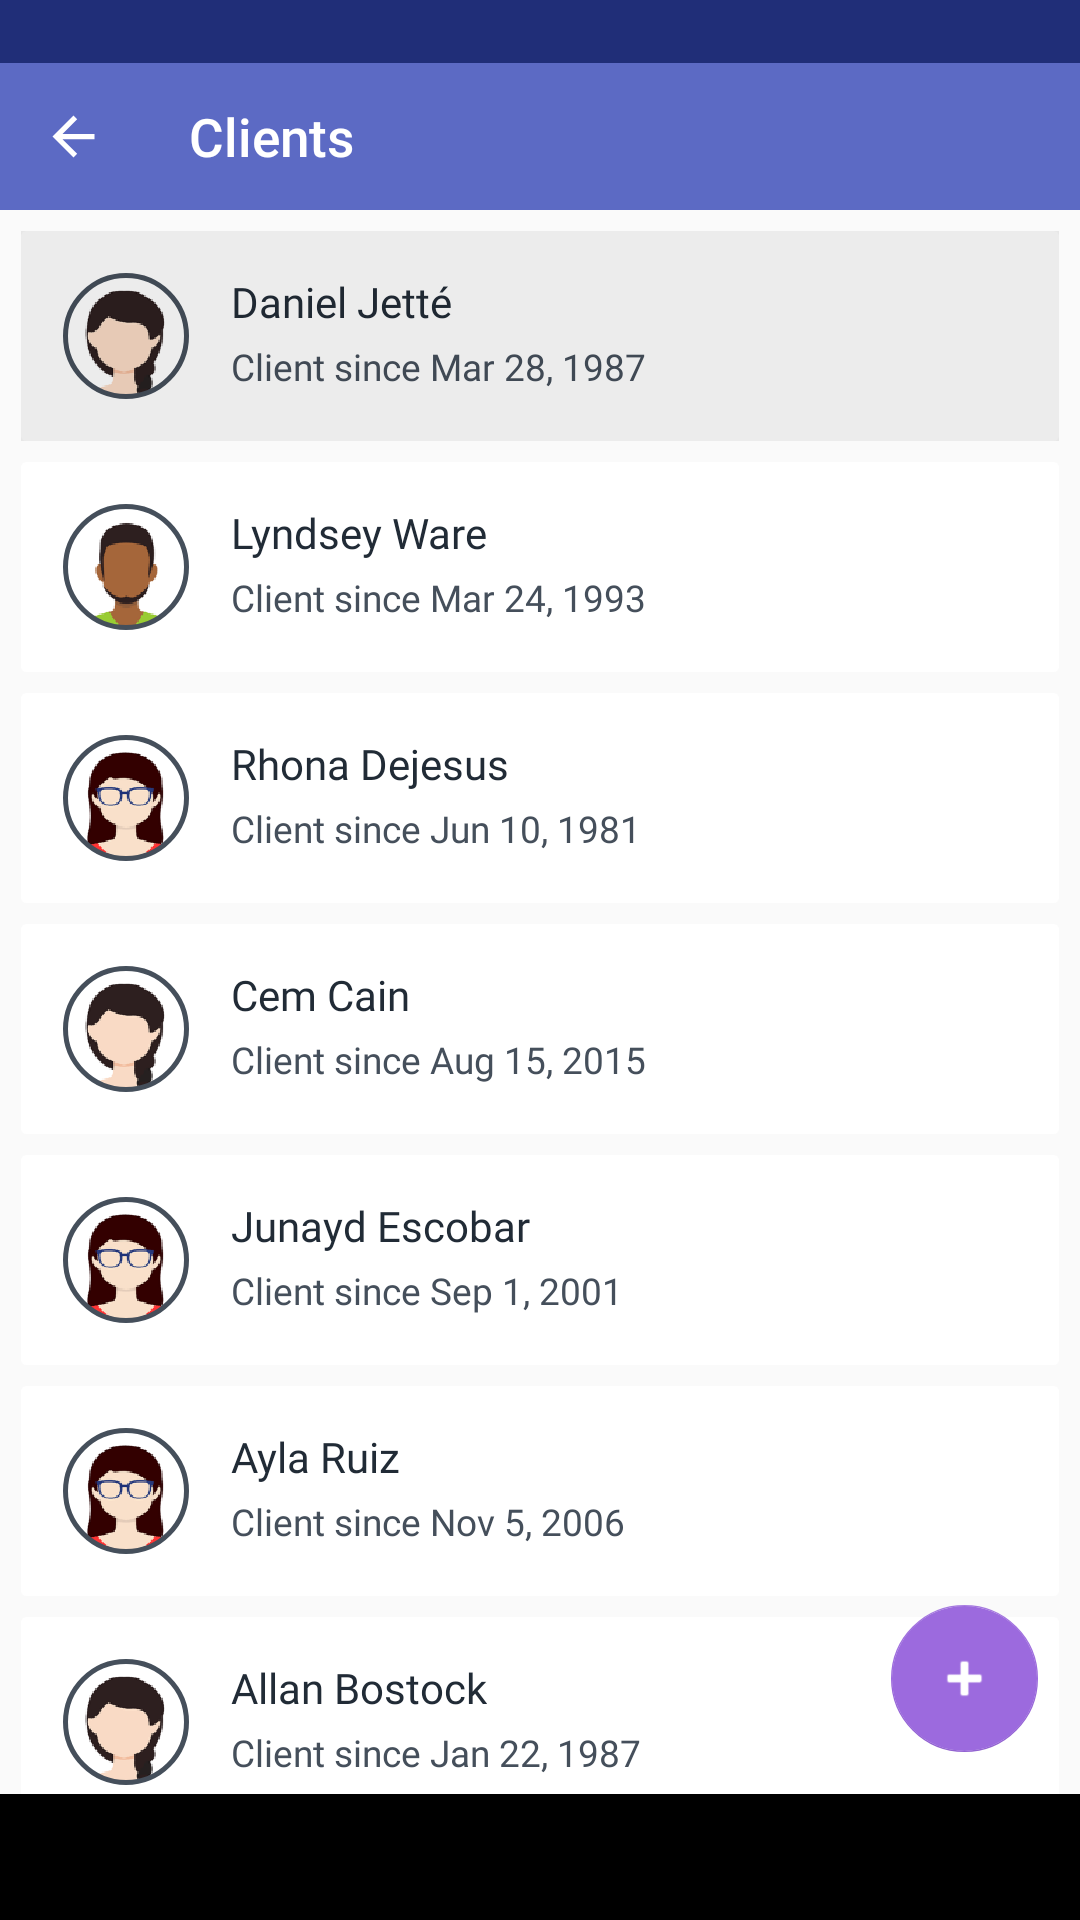 Clients
Daniel Jetté
Client since Mar 28, 1987
Lyndsey Ware
Client since Mar 24, 1993
Rhona Dejesus
Client since Jun 10, 1981
Cem Cain
Client since Aug 15, 2015
Junayd Escobar
Client since Sep 1, 2001
Ayla Ruiz
Client since Nov 5, 2006
Allan Bostock
Client since Jan 22, 1987